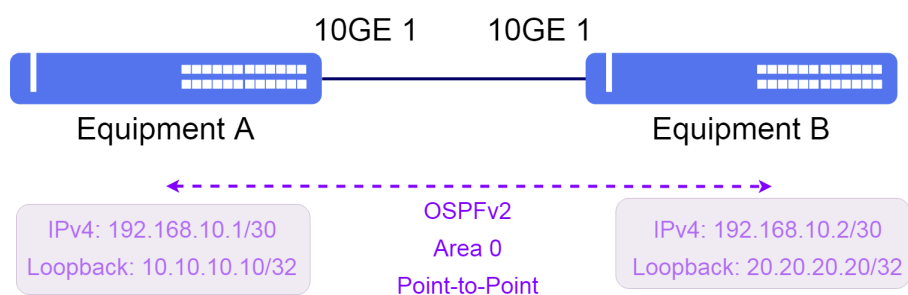 10GE 1
10GE 1
Equipment A
Equipment B
OSPFv2
Area 0
Point-to-Point
IPv4: 192.168.10.1/30
Loopback: 10.10.10.10/32
IPv4: 192.168.10.2/30
Loopback: 20.20.20.20/32